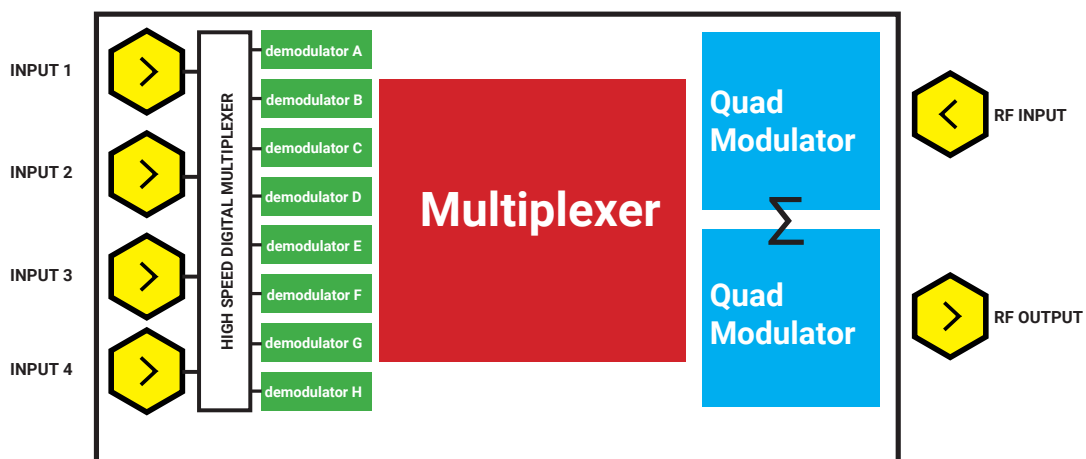 INPUT 1
INPUT 2
INPUT 3
INPUT 4
HIGH SPEED DIGITAL MULTIPLEXER
demodulator A
demodulator B
demodulator C
demodulator D
demodulator E
demodulator F
demodulator G
demodulator H
Multiplexer
Quad
Modulator
Σ
Quad
Modulator
RF INPUT
RF OUTPUT